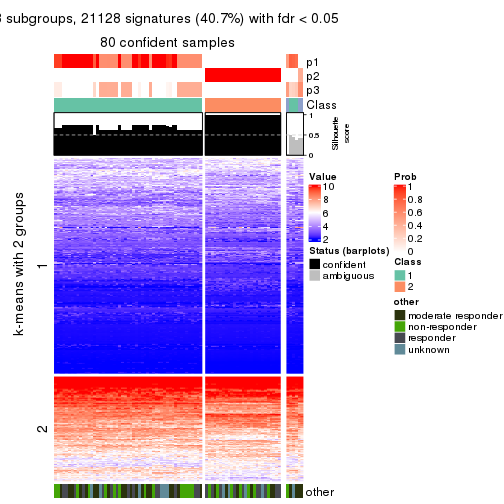 3 subgroups, 21128 signatures (40.7%) with fdr < 0.05
80 confident samples
p1
p2
p3
Class
1
0.5
0
Silhouette
score
k-means with 2 groups
1
2
Value
10
8
6
4
2
Status (barplots)
confident
ambiguous
Prob
1
0.8
0.6
0.4
0.2
0
Class
1
2
other
moderate responder
non-responder
responder
unknown
other